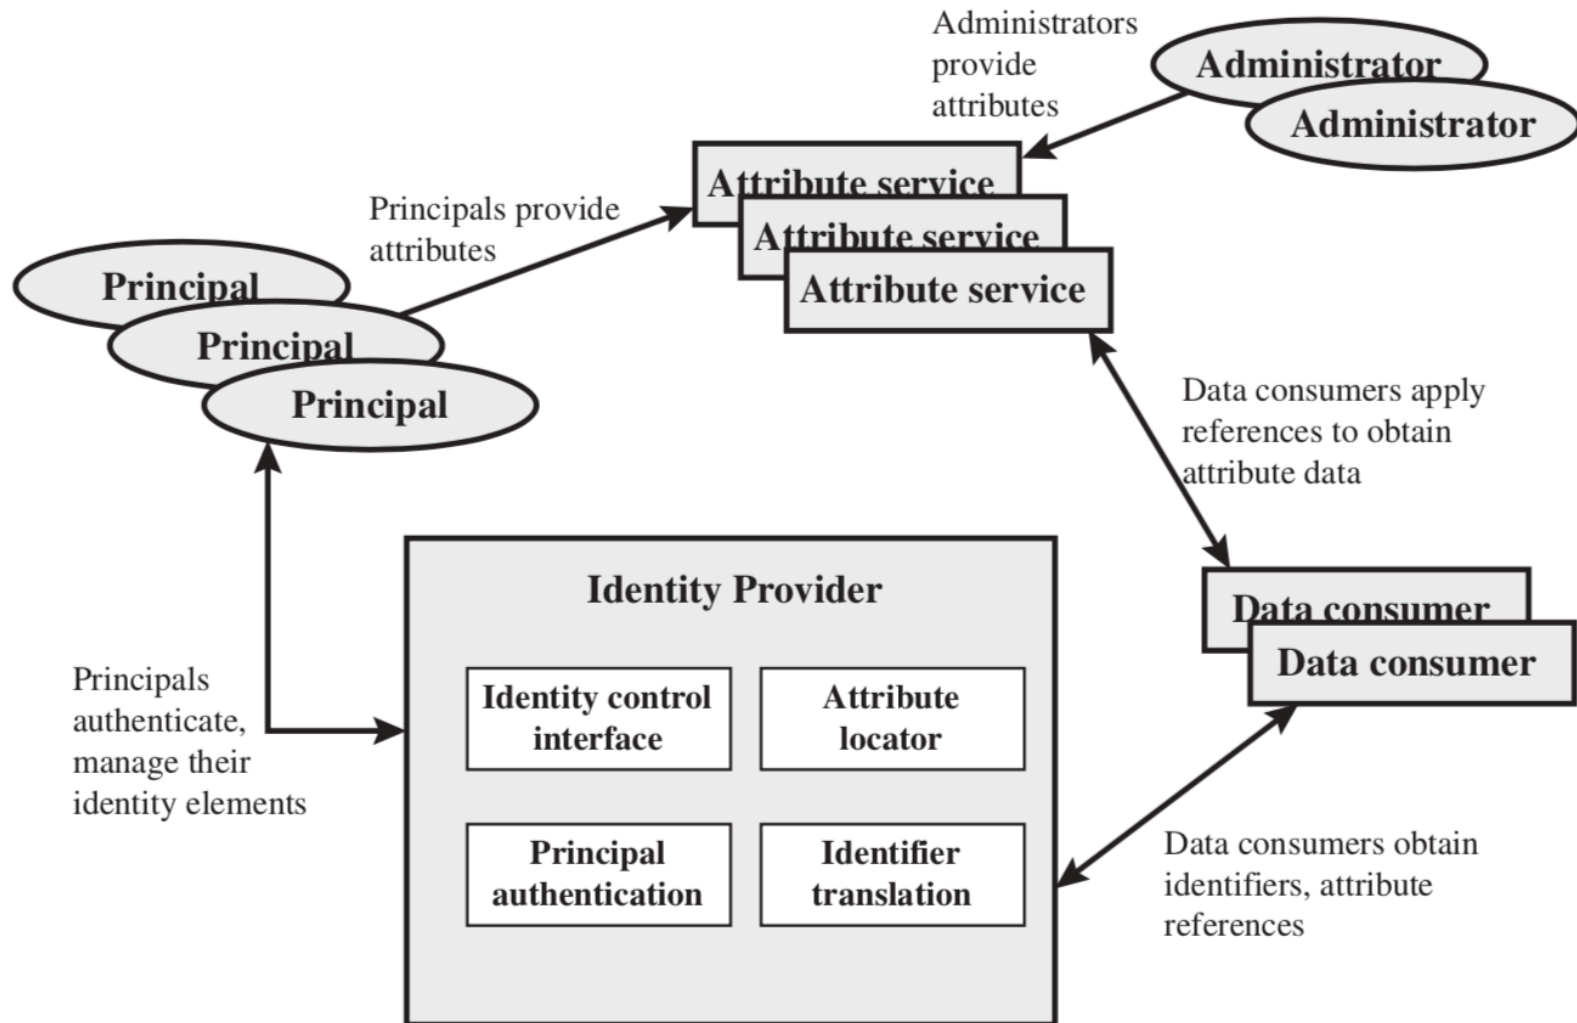 Administrators
provide
attributes
Administrator
Administrator
Attribute service
Attribute service
Attribute service
Principals provide
attributes
Principal
Principal
Principal
Data consumers apply
references to obtain
attribute data
Identity Provider
Identity control
interface
Attribute
locator
Principal
authentication
Identifier
translation
Data consumer
Data consumer
Principals
authenticate,
manage their
identity elements
Data consumers obtain
identifiers, attribute
references